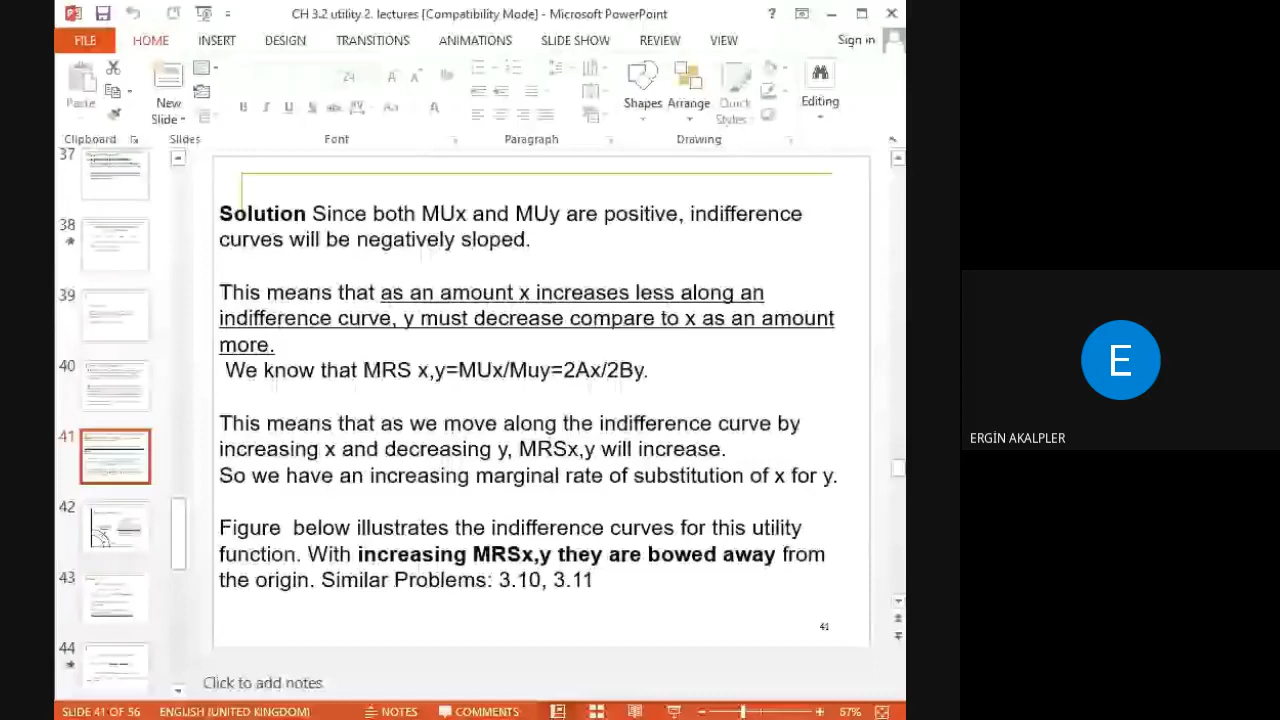 CH 3.2 utility 2. lectures [Compatibility Mode] - Microsoft PowerPoint
FILE HOME INSERT DESIGN TRANSITIONS ANIMATIONS SLIDE SHOW REVIEW VIEW Sign in
24
Paste New Slide Shapes Arrange Quick Styles Editing
Clipboard Slides Font Paragraph Drawing
37
38
39
40
41
42
43
44
Solution Since both MUx and MUy are positive, indifference
curves will be negatively sloped.
This means that as an amount x increases less along an
indifference curve, y must decrease compare to x as an amount
more.
We know that MRS x,y=MUx/Muy=2Ax/2By.
This means that as we move along the indifference curve by
increasing x and decreasing y, MRSx,y will increase.
So we have an increasing marginal rate of substitution of x for y.
Figure below illustrates the indifference curves for this utility
function. With increasing MRSx,y they are bowed away from
the origin. Similar Problems: 3.10, 3.11
41
Click to add notes
SLIDE 41 OF 56 ENGLISH (UNITED KINGDOM) NOTES COMMENTS 57%
E
ERGİN AKALPLER